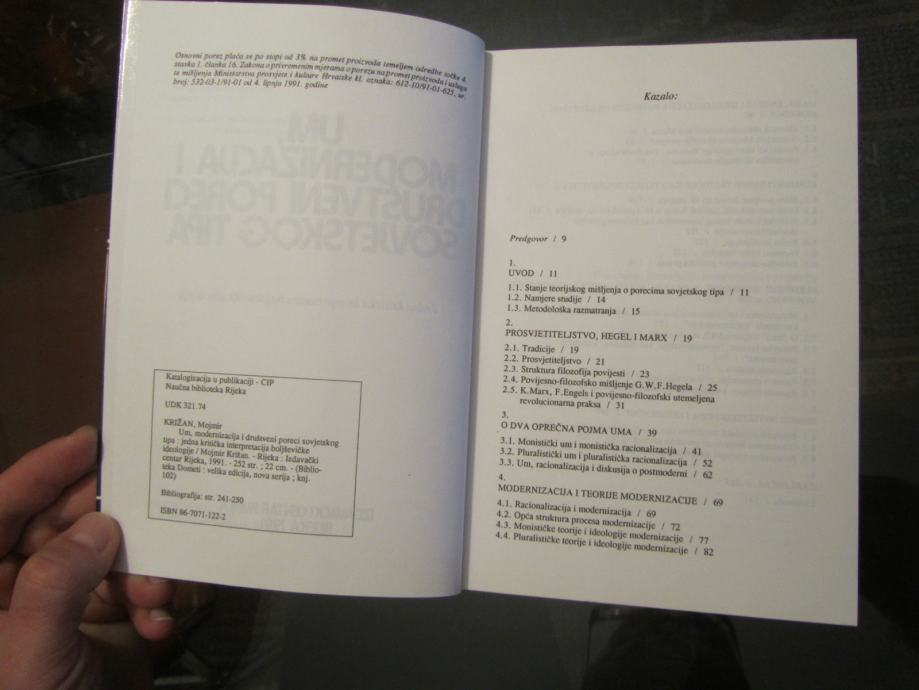 Osnovni porez plaća se po stopi od 3% na promet proizvoda temeljem odredbe točke 4.
stavka 1. članka 16. Zakona o privremenim mjerama o porezu na promet proizvoda i usluga
te mišljenja Ministarstva prosvjete i kulture Hrvatske kl. oznaka: 612-10/91-01-625, ur.
broj: 532-03-1/91-01 od 4. lipnja 1991. godine
Katalogizacija u publikaciji - CIP
Naučna biblioteka Rijeka
UDK 321.74
KRIŽAN, Mojmir
Um, modernizacija i društveni poreci sovjetskog
tipa : jedna kritička interpretacija boljševičke
ideologije / Mojmir Križan. - Rijeka : Izdavački
centar Rijeka, 1991. - 252 str. ; 22 cm. - (Biblio-
teka Dometi : velika edicija, nova serija ; knj.
102)
Bibliografija: str. 241-250
ISBN 86-7071-122-2
Kazalo:
Predgovor / 9
1.
UVOD / 11
1.1. Stanje teorijskog mišljenja o porecima sovjetskog tipa / 11
1.2. Namjere studije / 14
1.3. Metodološka razmatranja / 15
2.
PROSVJETITELJSTVO, HEGEL I MARX / 19
2.1. Tradicije / 19
2.2. Prosvjetiteljstvo / 21
2.3. Struktura filozofija povijesti / 23
2.4. Povijesno-filozofsko mišljenje G.W.F.Hegela / 25
2.5. K.Marx, F.Engels i povijesno-filozofski utemeljena
revolucionarna praksa / 31
3.
O DVA OPREČNA POJMA UMA / 39
3.1. Monistički um i monistička racionalizacija / 41
3.2. Pluralistički um i pluralistička racionalizacija / 52
3.3. Um, racionalizacija i diskusija o postmoderni / 62
4.
MODERNIZACIJA I TEORIJE MODERNIZACIJE / 69
4.1. Racionalizacija i modernizacija / 69
4.2. Opća struktura procesa modernizacije / 72
4.3. Monističke teorije i ideologije modernizacije / 77
4.4. Pluralističke teorije i ideologije modernizacije / 82